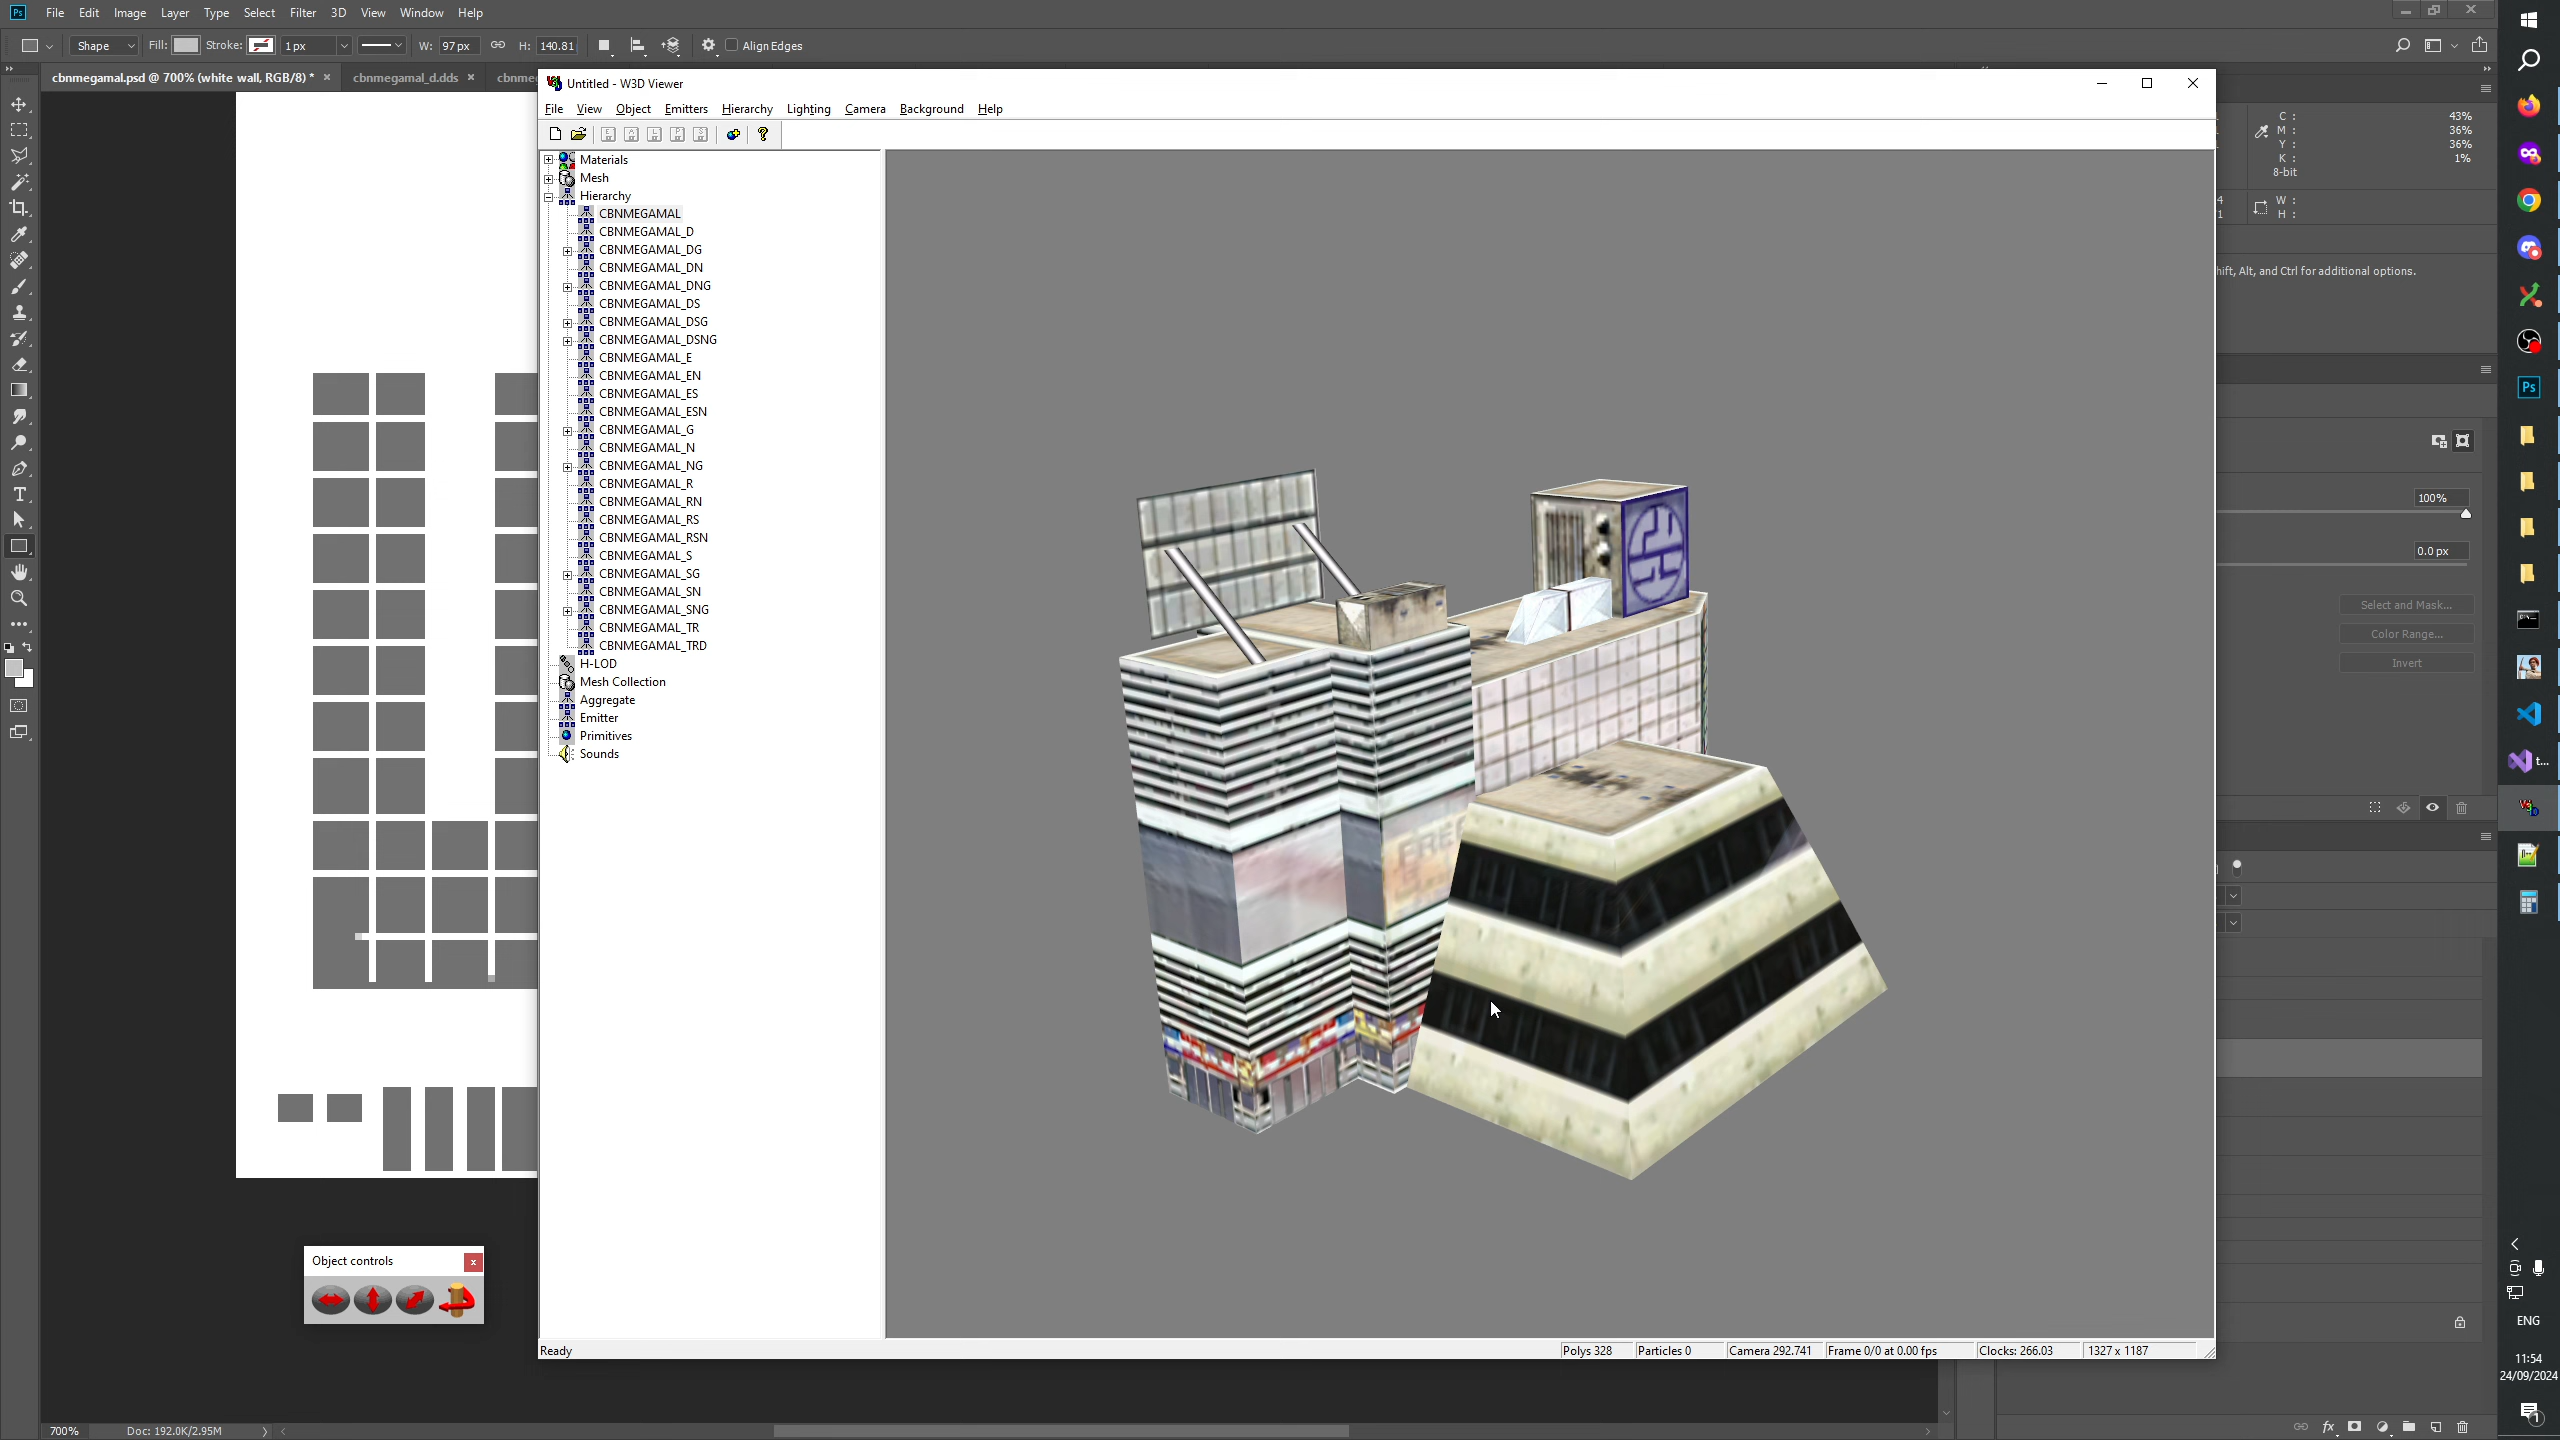 Ps File Edit Image Layer Type Select Filter 3D View Window Help
Shape Fill: Stroke: 1 px W: 97 px H: 140.81 Align Edges
cbnmegamal.psd @ 700% (white wall, RGB/8) * × cbnmegamal_d.dds × cbnme
Untitled - W3D Viewer
File View Object Emitters Hierarchy Lighting Camera Background Help
Materials
Mesh
Hierarchy
CBNMEGAMAL
CBNMEGAMAL_D
CBNMEGAMAL_DG
CBNMEGAMAL_DN
CBNMEGAMAL_DNG
CBNMEGAMAL_DS
CBNMEGAMAL_DSG
CBNMEGAMAL_DSNG
CBNMEGAMAL_E
CBNMEGAMAL_EN
CBNMEGAMAL_ES
CBNMEGAMAL_ESN
CBNMEGAMAL_G
CBNMEGAMAL_N
CBNMEGAMAL_NG
CBNMEGAMAL_R
CBNMEGAMAL_RN
CBNMEGAMAL_RS
CBNMEGAMAL_RSN
CBNMEGAMAL_S
CBNMEGAMAL_SG
CBNMEGAMAL_SN
CBNMEGAMAL_SNG
CBNMEGAMAL_TR
CBNMEGAMAL_TRD
H-LOD
Mesh Collection
Aggregate
Emitter
Primitives
Sounds
Object controls
Ready Polys 328 Particles 0 Camera 292.741 Frame 0/0 at 0.00 fps Clocks: 266.03 1327 x 1187
700% Doc: 192.0K/2.95M
C : 43%
M : 36%
Y : 36%
K : 1%
8-bit
4 W :
1 H :
hift, Alt, and Ctrl for additional options.
Ps
100%
0.0 px
Select and Mask...
Color Range...
Invert
t...
fx
ENG
11:54
24/09/2024
1